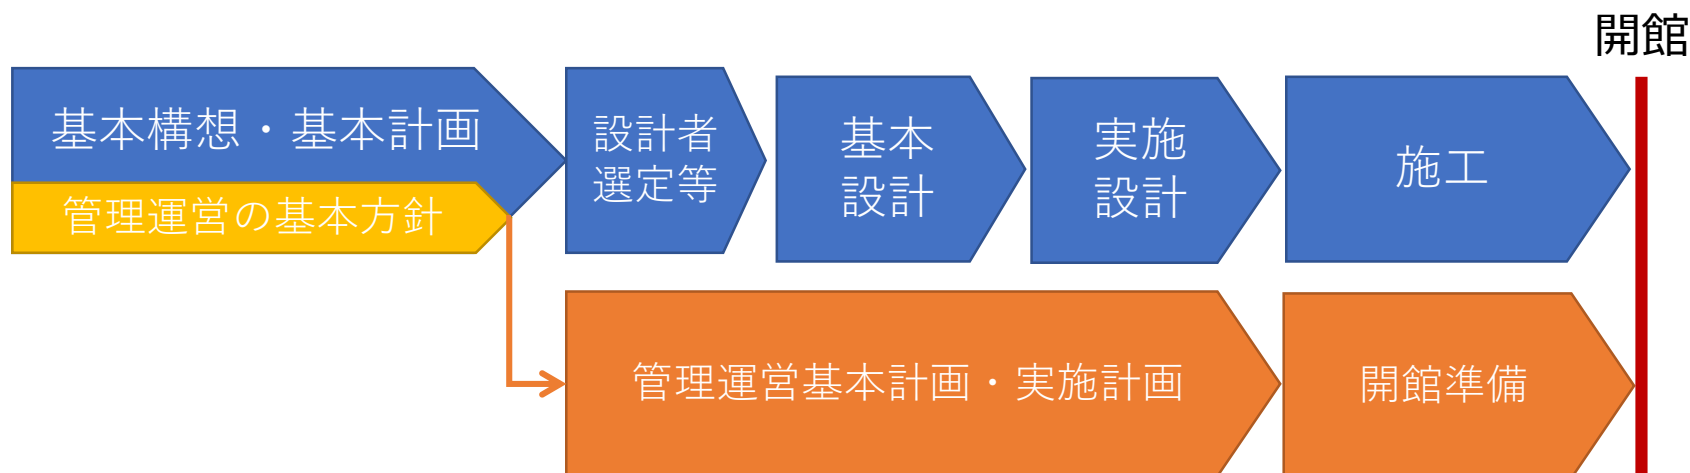 開館
基本構想・基本計画
管理運営の基本方針
設計者
選定等
基本
設計
実施
設計
施工
管理運営基本計画・実施計画
開館準備